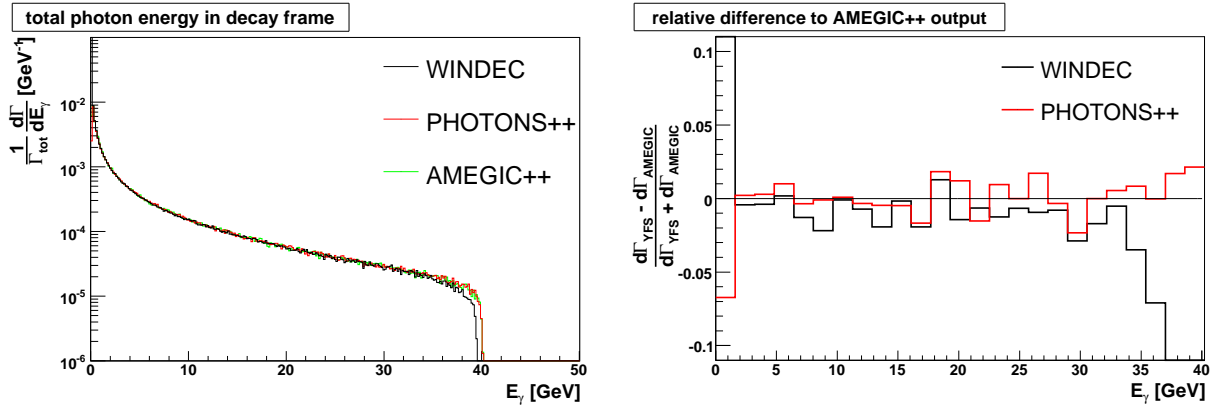 total photon energy in decay frame
1/Γtot dΓ/dEγ [GeV⁻¹]
WINDEC
PHOTONS++
AMEGIC++
10⁻²
10⁻³
10⁻⁴
10⁻⁵
10⁻⁶
0 10 20 30 40 50
Eγ [GeV]
relative difference to AMEGIC++ output
dΓYFS - dΓAMEGIC
dΓYFS + dΓAMEGIC
WINDEC
PHOTONS++
0.1
0.05
0
-0.05
-0.1
0 5 10 15 20 25 30 35 40
Eγ [GeV]